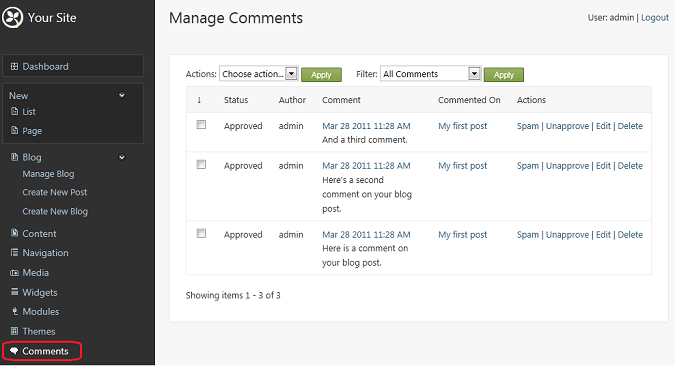 Your Site
Manage Comments
User: admin | Logout
Dashboard
New
List
Page
Blog
Manage Blog
Create New Post
Create New Blog
Content
Navigation
Media
Widgets
Modules
Themes
Comments
Actions: Choose action... Apply Filter: All Comments Apply
↓ Status Author Comment Commented On Actions
Approved admin Mar 28 2011 11:28 AM My first post Spam | Unapprove | Edit | Delete
And a third comment.
Approved admin Mar 28 2011 11:28 AM My first post Spam | Unapprove | Edit | Delete
Here's a second
comment on your blog
post.
Approved admin Mar 28 2011 11:28 AM My first post Spam | Unapprove | Edit | Delete
Here is a comment on
your blog post.
Showing items 1 - 3 of 3